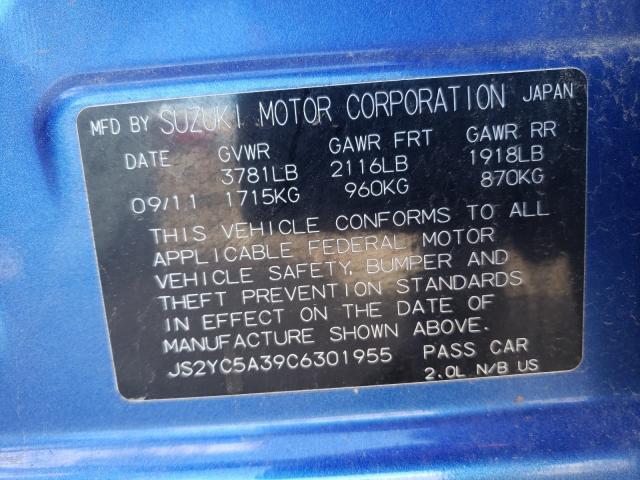 MFD BY SUZUKI MOTOR CORPORATION JAPAN
DATE GVWR GAWR FRT GAWR RR
3781LB 2116LB 1918LB
09/11 1715KG 960KG 870KG
THIS VEHICLE CONFORMS TO ALL
APPLICABLE FEDERAL MOTOR
VEHICLE SAFETY, BUMPER AND
THEFT PREVENTION STANDARDS
IN EFFECT ON THE DATE OF
MANUFACTURE SHOWN ABOVE.
JS2YC5A39C6301955 PASS CAR
2.0L N/B US